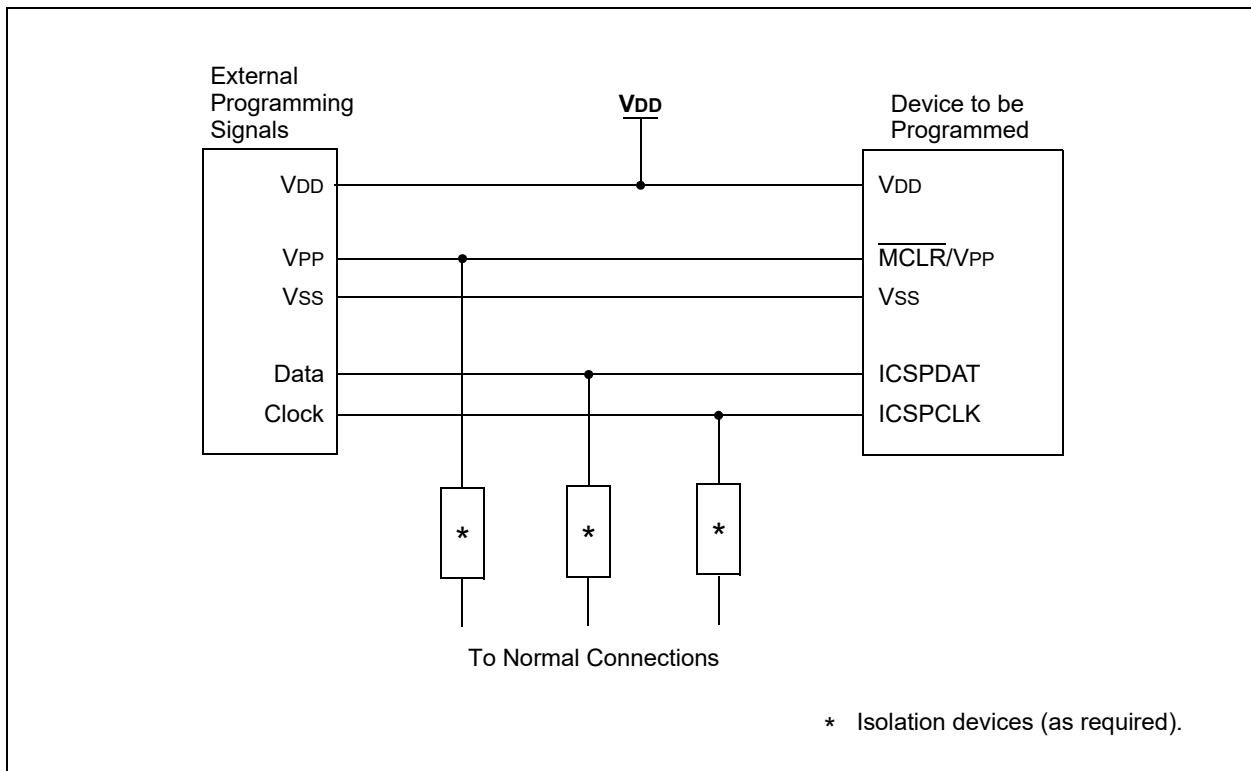 External
Programming
Signals
VDD
Device to be
Programmed
VDD
VDD
VPP
MCLR/VPP
VSS
VSS
Data
ICSPDAT
Clock
ICSPCLK
*
*
*
To Normal Connections
* Isolation devices (as required).